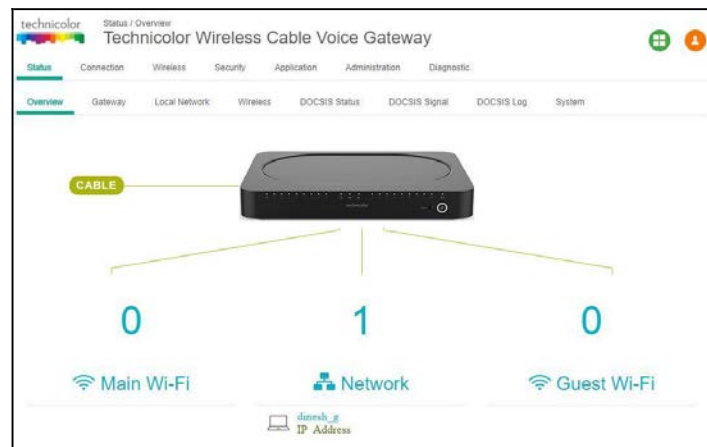 technicolor
Status / Overview
Technicolor Wireless Cable Voice Gateway
Status Connection Wireless Security Application Administration Diagnostic
Overview Gateway Local Network Wireless DOCSIS Status DOCSIS Signal DOCSIS Log System
CABLE
technicolor
0 1 0
Main Wi-Fi Network Guest Wi-Fi
dinesh_g
IP Address